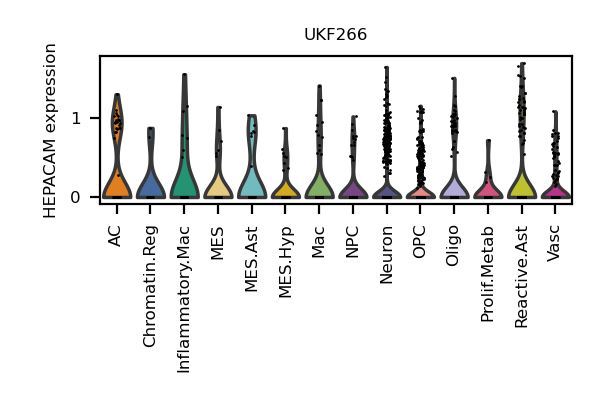 UKF266
HEPACAM expression
1
0
AC
Chromatin.Reg
Inflammatory.Mac
MES
MES.Ast
MES.Hyp
Mac
NPC
Neuron
OPC
Oligo
Prolif.Metab
Reactive.Ast
Vasc